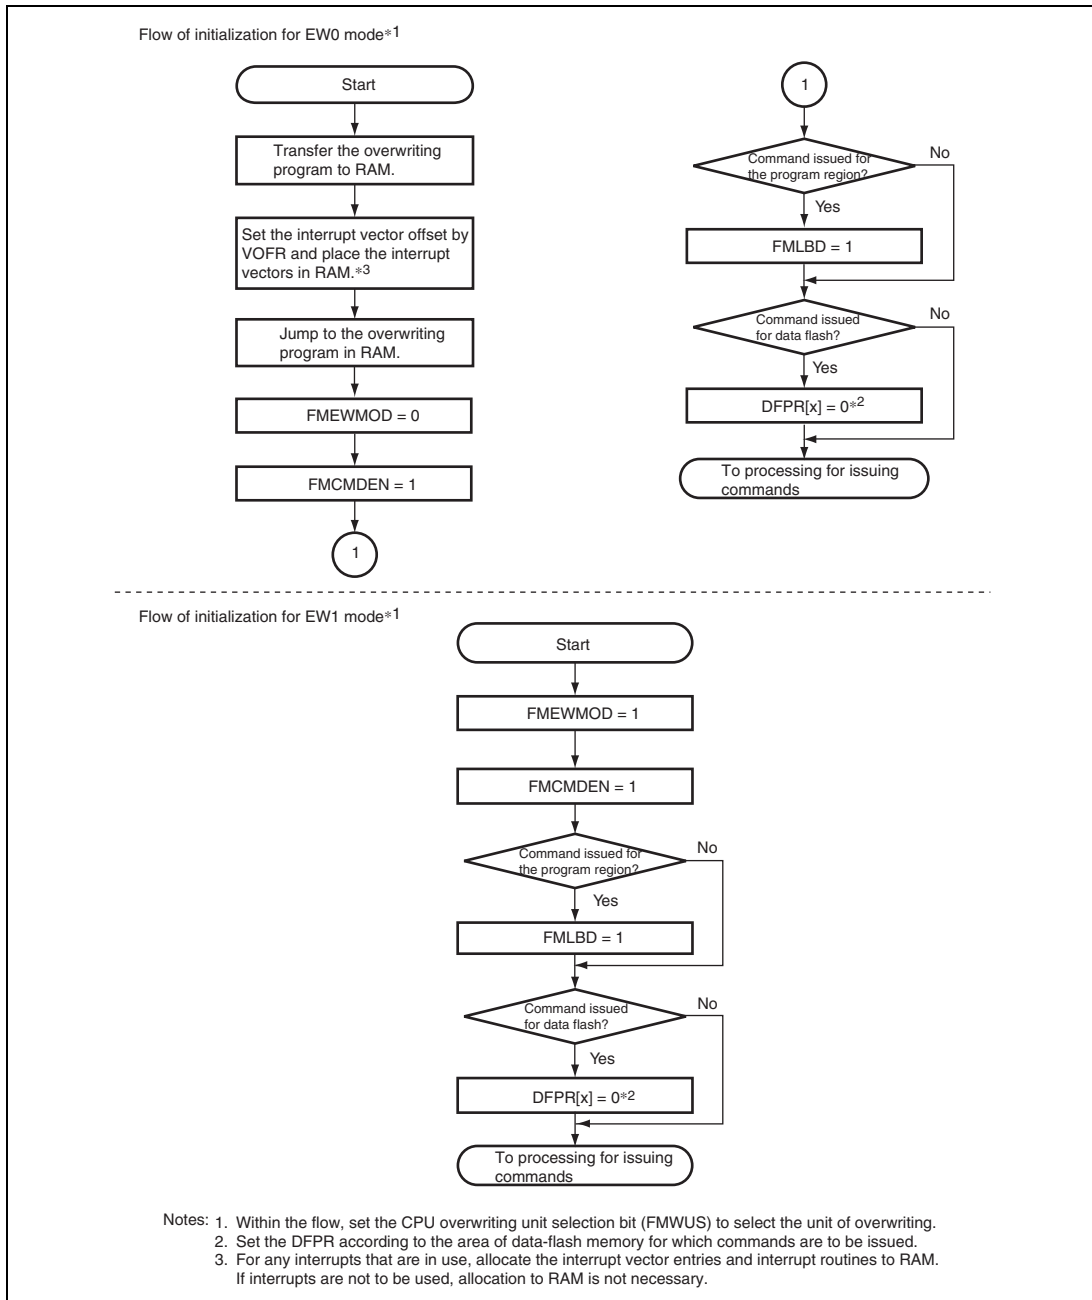 Flow of initialization for EW0 mode*1
Start
Transfer the overwriting
program to RAM.
Set the interrupt vector offset by
VOFR and place the interrupt
vectors in RAM.*3
Jump to the overwriting
program in RAM.
FMEWMOD = 0
FMCMDEN = 1
1
1
Command issued for
the program region?
No
Yes
FMLBD = 1
Command issued
for data flash?
No
Yes
DFPR[x] = 0*2
To processing for issuing
commands
Flow of initialization for EW1 mode*1
Start
FMEWMOD = 1
FMCMDEN = 1
Command issued for
the program region?
No
Yes
FMLBD = 1
Command issued
for data flash?
No
Yes
DFPR[x] = 0*2
To processing for issuing
commands
Notes: 1. Within the flow, set the CPU overwriting unit selection bit (FMWUS) to select the unit of overwriting.
2. Set the DFPR according to the area of data-flash memory for which commands are to be issued.
3. For any interrupts that are in use, allocate the interrupt vector entries and interrupt routines to RAM.
If interrupts are not to be used, allocation to RAM is not necessary.